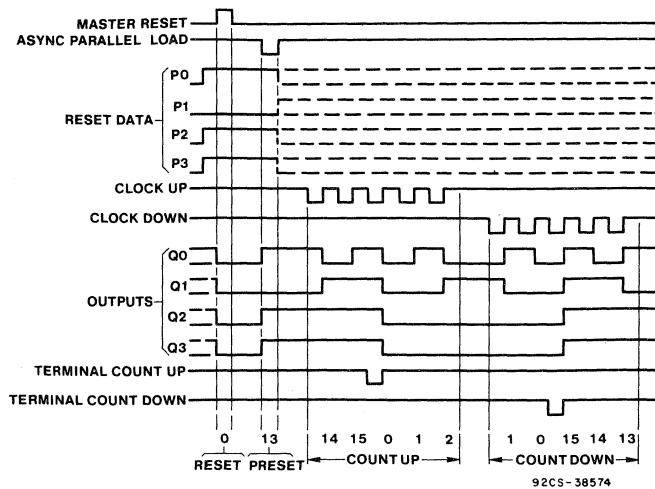 MASTER RESET
ASYNC PARALLEL LOAD
P0
P1
RESET DATA
P2
P3
CLOCK UP
CLOCK DOWN
Q0
Q1
OUTPUTS
Q2
Q3
TERMINAL COUNT UP
TERMINAL COUNT DOWN
0 13 14 15 0 1 2 1 0 15 14 13
RESET PRESET COUNT UP COUNT DOWN
92CS-38574